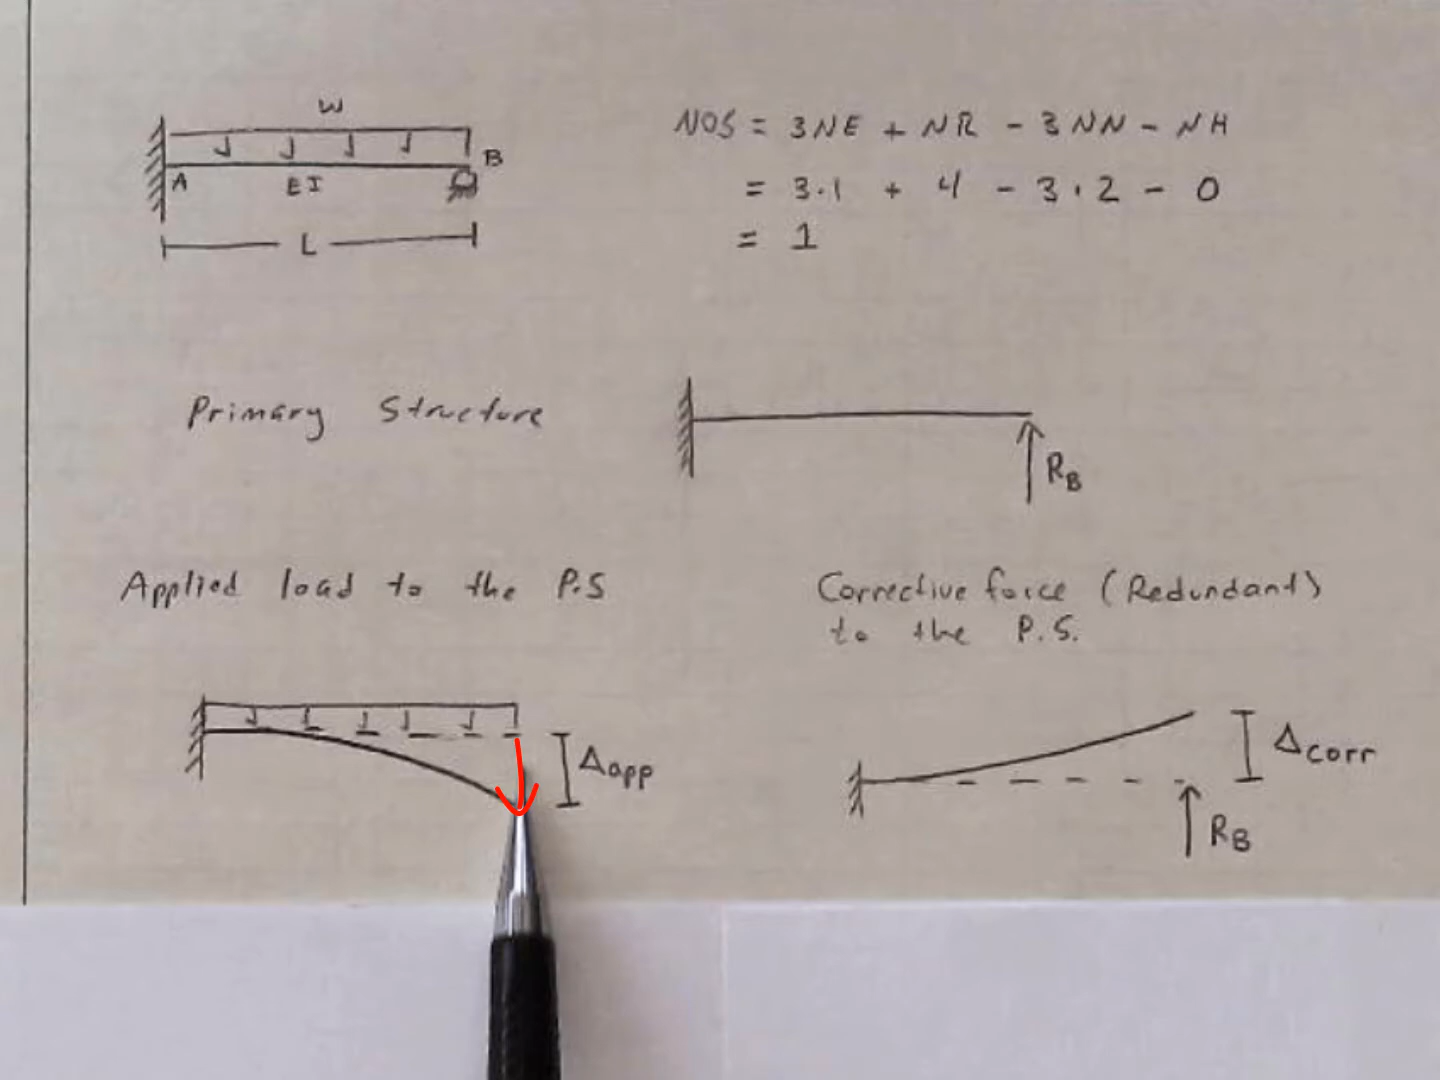 w
A
EI
B
L
NOS = 3NE + NR - 3NN - NH
= 3·1 + 4 - 3·2 - 0
= 1
Primary Structure
RB
Applied load to the P.S
Corrective force (Redundant)
to the P.S.
Δapp
Δcorr
RB